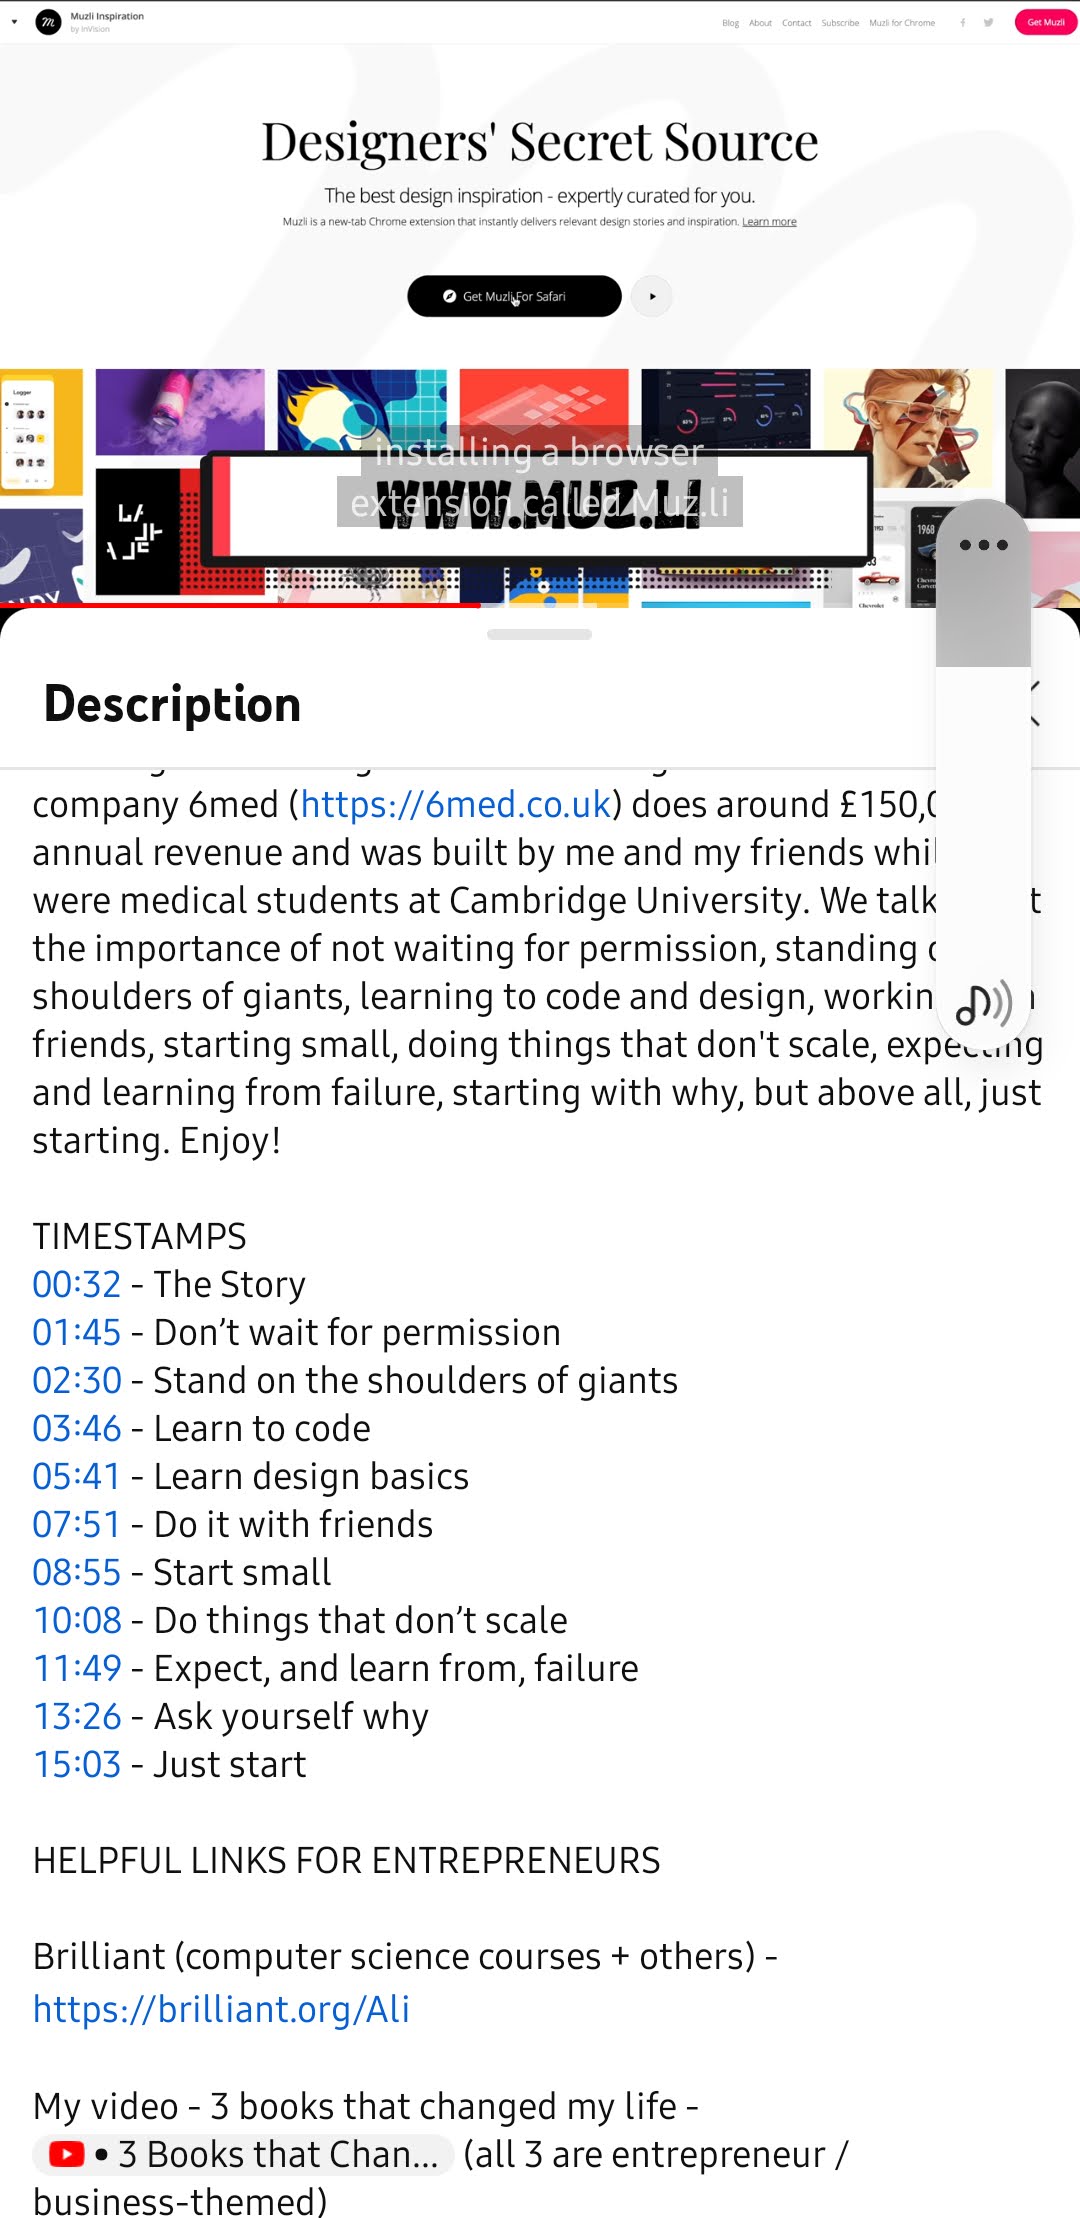 Muzli Inspiration
by InVision
Blog About Contact Subscribe Muzli for Chrome
Get Muzli
Designers' Secret Source
The best design inspiration - expertly curated for you.
Muzli is a new-tab Chrome extension that instantly delivers relevant design stories and inspiration. Learn more
Get Muzli For Safari
Logger
installing a browser
extension called Muz.li
WWW.MUZ.LI
1968
Chevrolet
Description
company 6med (https://6med.co.uk) does around £150,0
annual revenue and was built by me and my friends whil
were medical students at Cambridge University. We talk t
the importance of not waiting for permission, standing
shoulders of giants, learning to code and design, workin
friends, starting small, doing things that don't scale, expecting
and learning from failure, starting with why, but above all, just
starting. Enjoy!
TIMESTAMPS
00:32 - The Story
01:45 - Don’t wait for permission
02:30 - Stand on the shoulders of giants
03:46 - Learn to code
05:41 - Learn design basics
07:51 - Do it with friends
08:55 - Start small
10:08 - Do things that don’t scale
11:49 - Expect, and learn from, failure
13:26 - Ask yourself why
15:03 - Just start
HELPFUL LINKS FOR ENTREPRENEURS
Brilliant (computer science courses + others) -
https://brilliant.org/Ali
My video - 3 books that changed my life -
• 3 Books that Chan... (all 3 are entrepreneur /
business-themed)